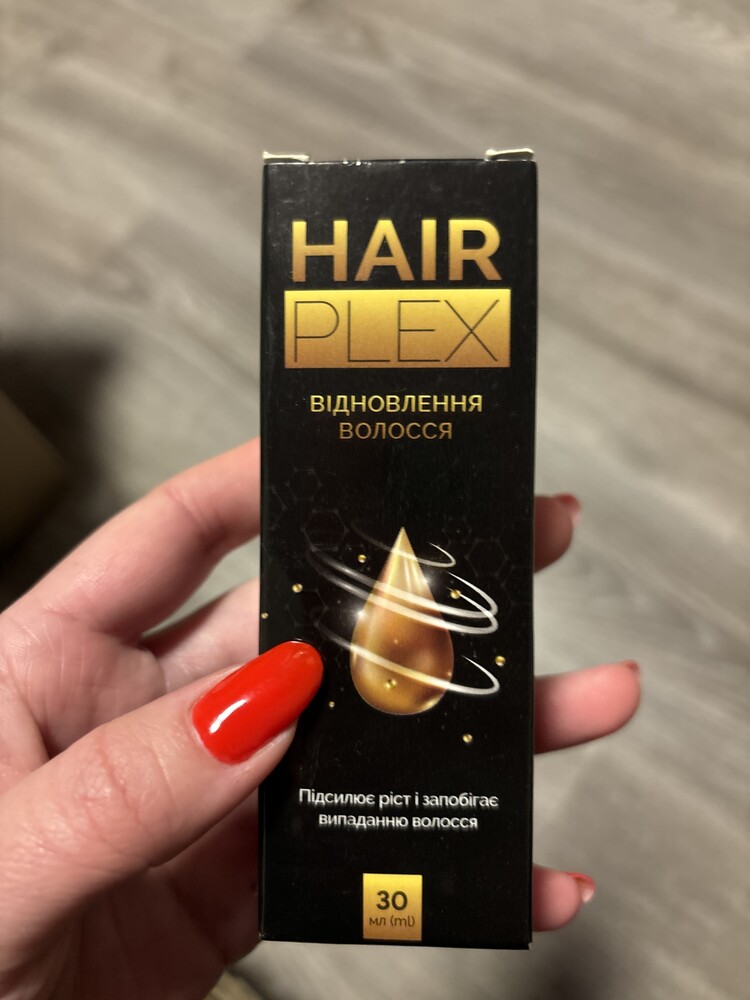 HAIR
PLEX
ВІДНОВЛЕННЯ
ВОЛОССЯ
Підсилює ріст і запобігає
випаданню волосся
30
мл (ml)